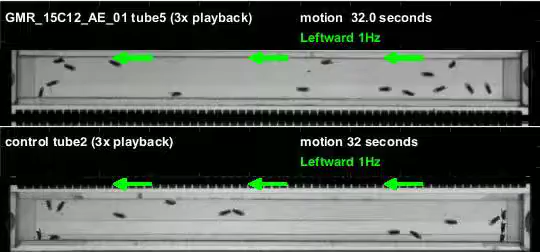 GMR_15C12_AE_01 tube5 (3x playback) motion 32.0 seconds
Leftward 1Hz
control tube2 (3x playback) motion 32 seconds
Leftward 1Hz